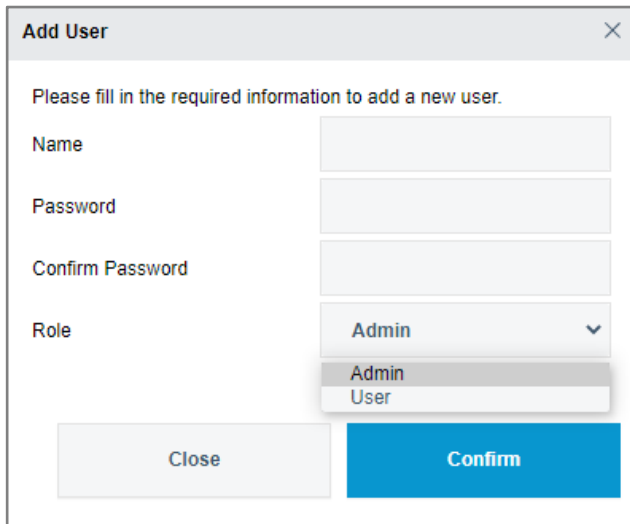 Add User
Please fill in the required information to add a new user.
Name
Password
Confirm Password
Role
Admin
Admin
User
Close
Confirm